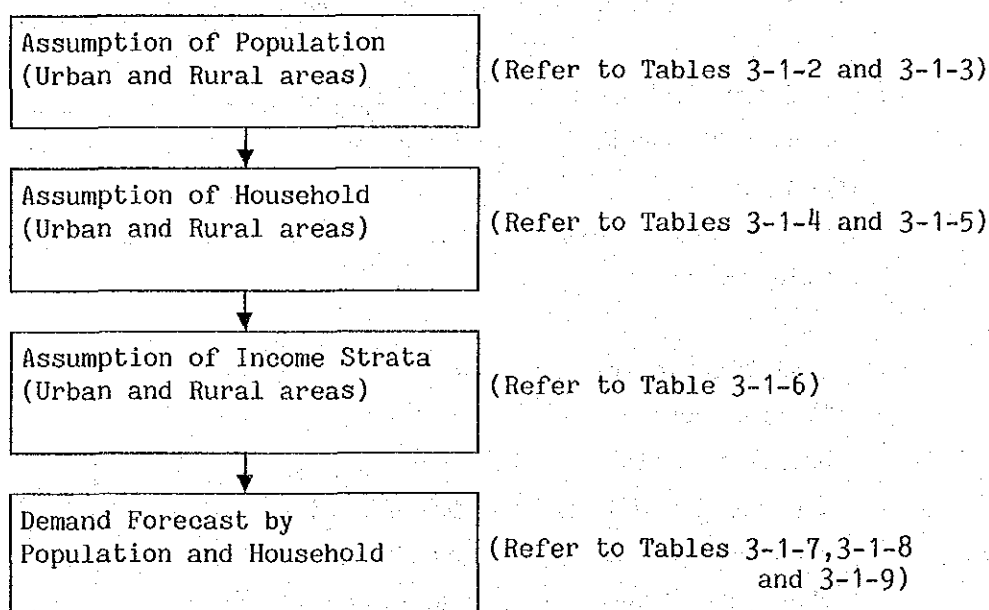 Assumption of Population
(Urban and Rural areas)
(Refer to Tables 3-1-2 and 3-1-3)
Assumption of Household
(Urban and Rural areas)
(Refer to Tables 3-1-4 and 3-1-5)
Assumption of Income Strata
(Urban and Rural areas)
(Refer to Table 3-1-6)
Demand Forecast by
Population and Household
(Refer to Tables 3-1-7,3-1-8
and 3-1-9)